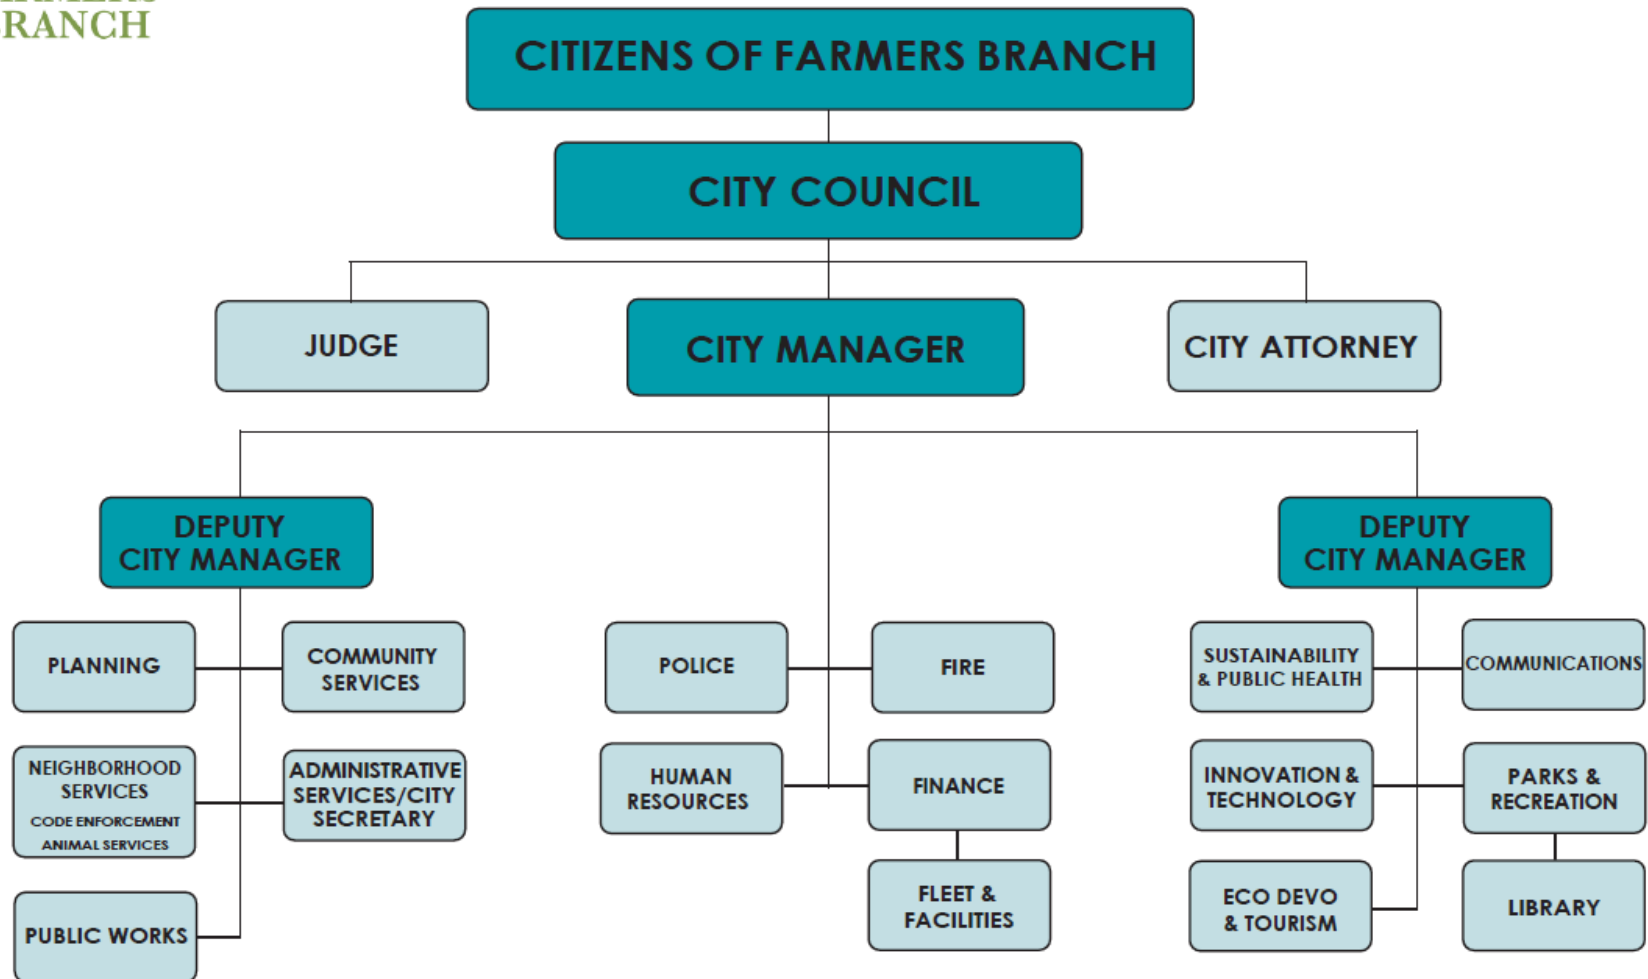 BRANCH
CITIZENS OF FARMERS BRANCH
CITY COUNCIL
JUDGE
CITY MANAGER
CITY ATTORNEY
DEPUTY
CITY MANAGER
DEPUTY
CITY MANAGER
PLANNING
COMMUNITY
SERVICES
POLICE
FIRE
SUSTAINABILITY
& PUBLIC HEALTH
COMMUNICATIONS
NEIGHBORHOOD
SERVICES
CODE ENFORCEMENT
ANIMAL SERVICES
ADMINISTRATIVE
SERVICES/CITY
SECRETARY
HUMAN
RESOURCES
FINANCE
INNOVATION &
TECHNOLOGY
PARKS &
RECREATION
PUBLIC WORKS
FLEET &
FACILITIES
ECO DEVO
& TOURISM
LIBRARY